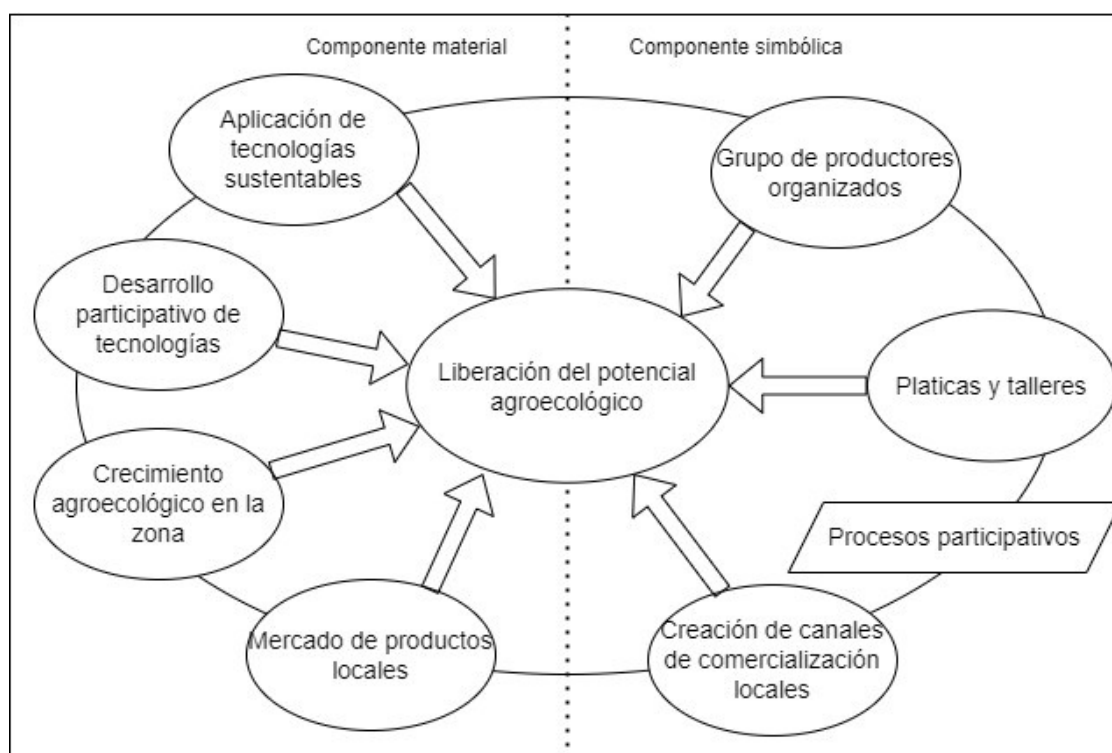 Componente material
Componente simbólica
Aplicación de
tecnologías
sustentables
Grupo de productores
organizados
Desarrollo
participativo de
tecnologías
Liberación del potencial
agroecológico
Platicas y talleres
Crecimiento
agroecológico en la
zona
Procesos participativos
Mercado de productos
locales
Creación de canales
de comercialización
locales